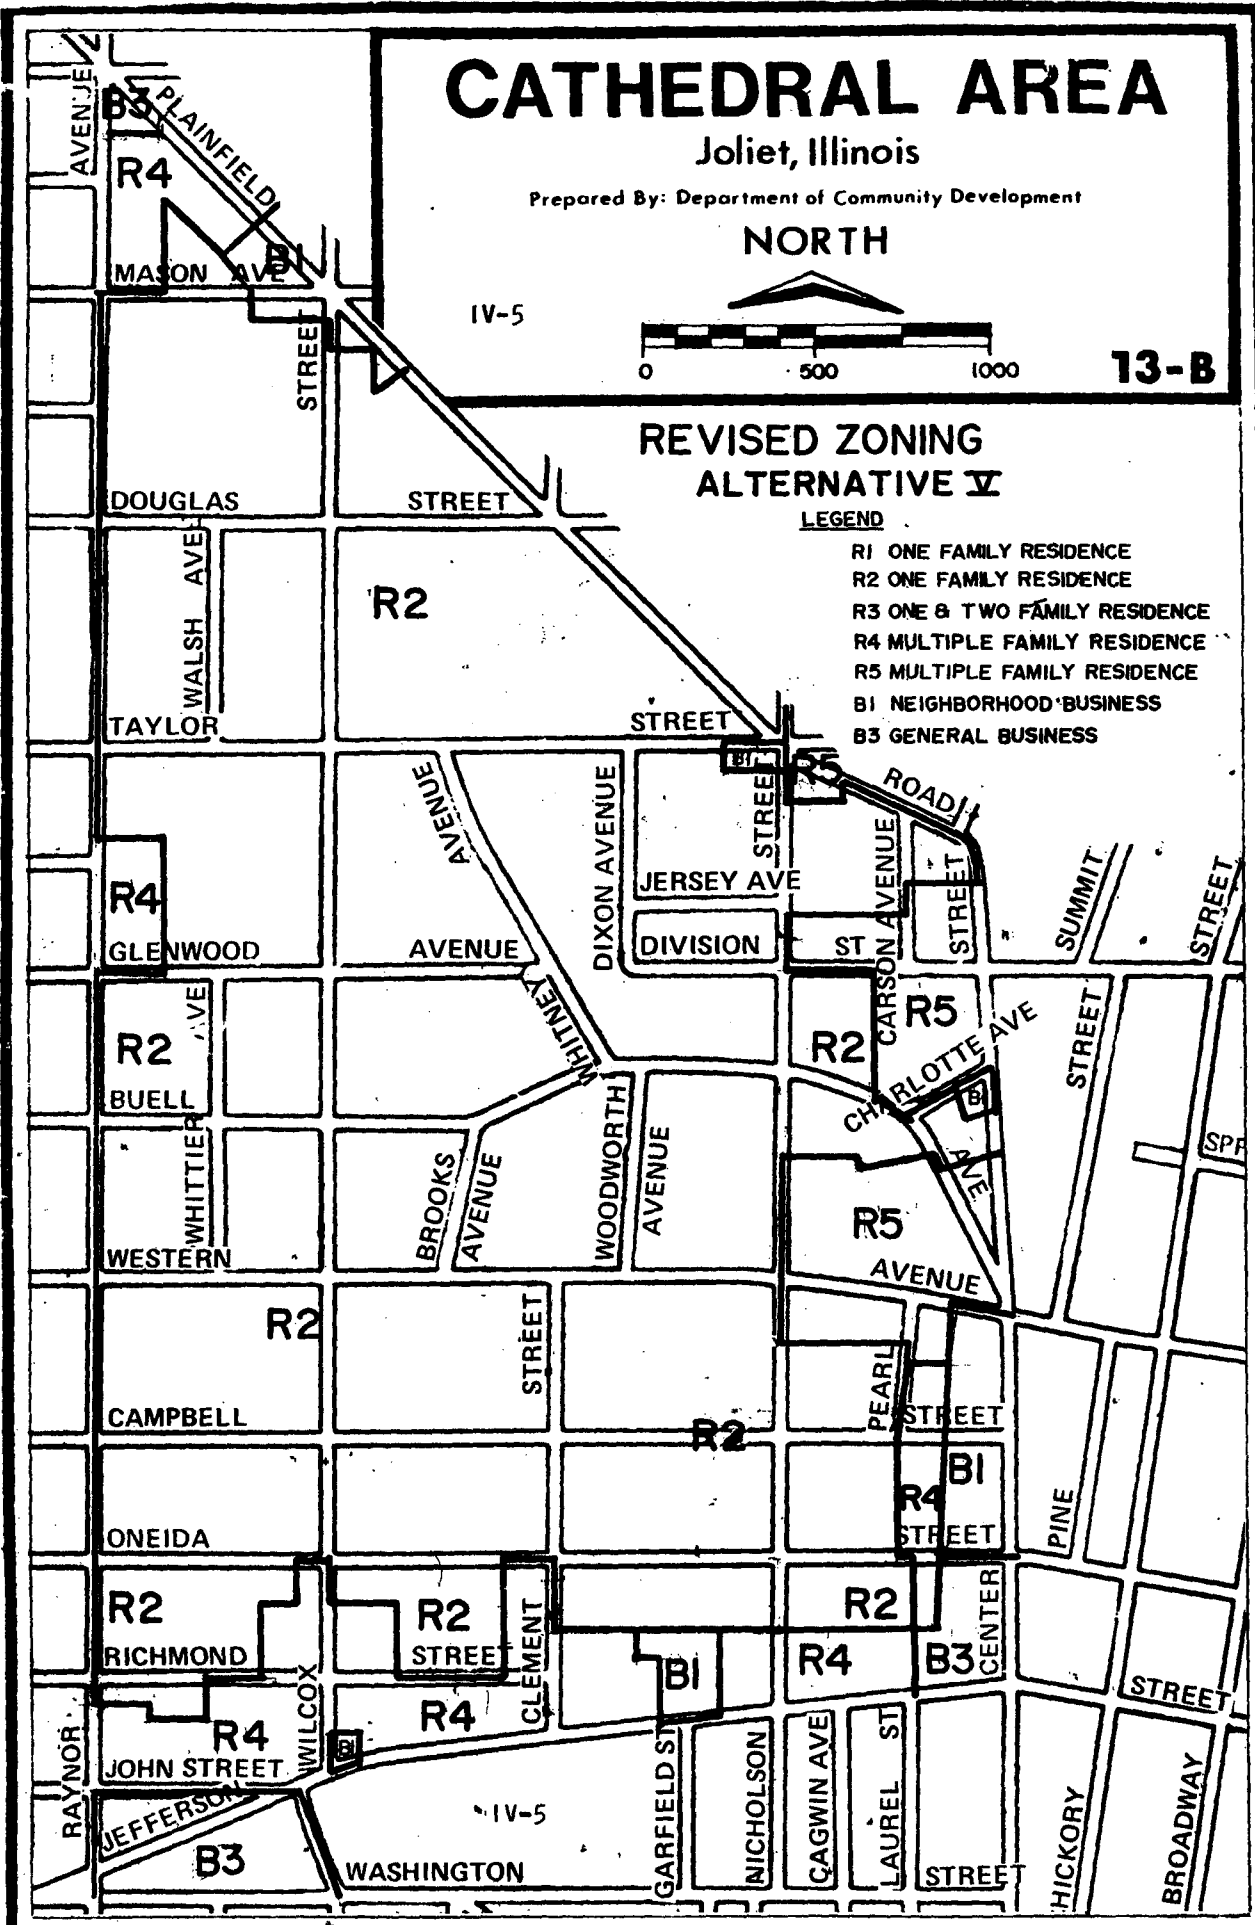 CATHEDRAL AREA
Joliet, Illinois
Prepared By: Department of Community Development
NORTH
IV-5
0 500 1000
13-B
REVISED ZONING
ALTERNATIVE V
LEGEND
R1 ONE FAMILY RESIDENCE
R2 ONE FAMILY RESIDENCE
R3 ONE & TWO FAMILY RESIDENCE
R4 MULTIPLE FAMILY RESIDENCE
R5 MULTIPLE FAMILY RESIDENCE
B1 NEIGHBORHOOD BUSINESS
B3 GENERAL BUSINESS
AVENUE
B3
PLAINFIELD
R4
B1
MASON AVE
STREET
DOUGLAS STREET
WALSH AVE
R2
TAYLOR STREET
B1
R5
ROAD
AVENUE
DIXON AVENUE
STREET
JERSEY AVE
CARSON AVENUE
STREET
SUMMIT
STREET
R4
GLENWOOD AVENUE
DIVISION ST
WHITNEY
AVE
R2
R2
R5
CHARLOTTE AVE
STREET
BUELL
B1
WHITTIER
BROOKS
AVENUE
WOODWORTH
AVENUE
AVE
SPR
R5
WESTERN
AVENUE
R2
STREET
PEARL
CAMPBELL
STREET
R2
B1
R4
PINE
ONEIDA
STREET
R2
R2
R2
CENTER
RICHMOND
STREET
CLEMENT
B1
R4
B3
STREET
WILCOX
R4
R4
B1
JOHN STREET
RAYNOR
JEFFERSON
IV-5
GARFIELD ST
NICHOLSON
CAGWIN AVE
LAUREL ST
HICKORY
BROADWAY
B3
WASHINGTON
STREET